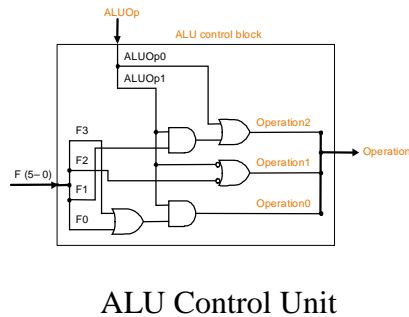 ALUOp
ALU control block
ALUOp0
ALUOp1
F3
Operation2
F2
Operation1
Operation
F (5–0)
F1
F0
Operation0
ALU Control Unit